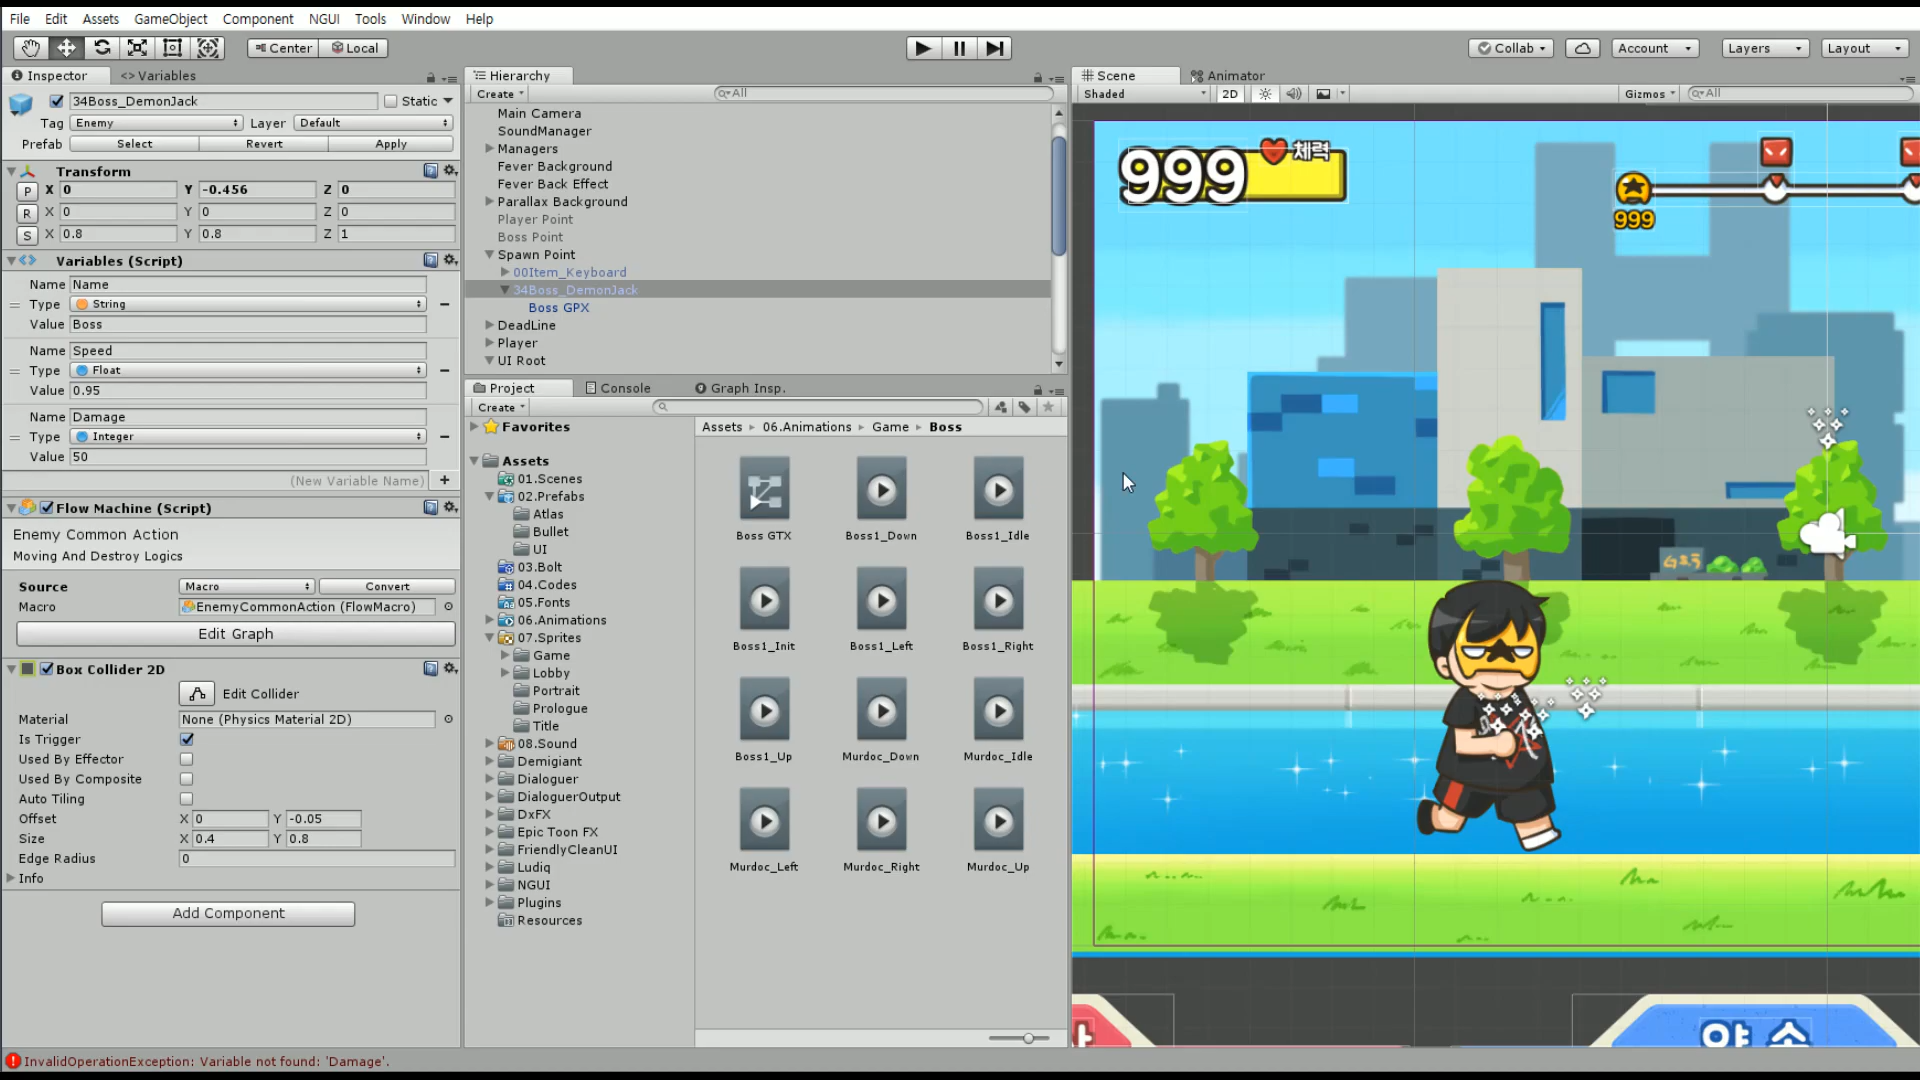 File Edit Assets GameObject Component NGUI Tools Window Help
Center Local Collab Account Layers Layout
Inspector <> Variables
34Boss_DemonJack Static
Tag Enemy Layer Default
Prefab Select Revert Apply
Transform
P X 0 Y -0.456 Z 0
R X 0 Y 0 Z 0
S X 0.8 Y 0.8 Z 1
Variables (Script)
Name Name
Type String
Value Boss
Name Speed
Type Float
Value 0.95
Name Damage
Type Integer
Value 50
(New Variable Name) +
Flow Machine (Script)
Enemy Common Action
Moving And Destroy Logics
Source Macro Convert
Macro EnemyCommonAction (FlowMacro)
Edit Graph
Box Collider 2D
Edit Collider
Material None (Physics Material 2D)
Is Trigger
Used By Effector
Used By Composite
Auto Tiling
Offset X 0 Y -0.05
Size X 0.4 Y 0.8
Edge Radius 0
Info
Add Component
Hierarchy
Create All
Main Camera
SoundManager
Managers
Fever Background
Fever Back Effect
Parallax Background
Player Point
Boss Point
Spawn Point
00Item_Keyboard
34Boss_DemonJack
Boss GPX
DeadLine
Player
UI Root
Project Console Graph Insp.
Create
Favorites
Assets
01.Scenes
02.Prefabs
Atlas
Bullet
UI
03.Bolt
04.Codes
05.Fonts
06.Animations
07.Sprites
Game
Lobby
Portrait
Prologue
Title
08.Sound
Demigiant
Dialoguer
DialoguerOutput
DxFX
Epic Toon FX
FriendlyCleanUI
Ludiq
NGUI
Plugins
Resources
Assets 06.Animations Game Boss
Boss GTX Boss1_Down Boss1_Idle
Boss1_Init Boss1_Left Boss1_Right
Boss1_Up Murdoc_Down Murdoc_Idle
Murdoc_Left Murdoc_Right Murdoc_Up
Scene Animator
Shaded 2D Gizmos All
999 체력
999
InvalidOperationException: Variable not found: 'Damage'.